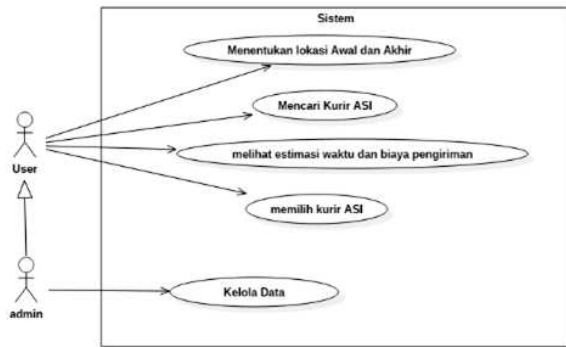 Sistem
Menentukan lokasi Awal dan Akhir
Mencari Kurir ASI
melihat estimasi waktu dan biaya pengiriman
User
memilih kurir ASI
Kelola Data
admin